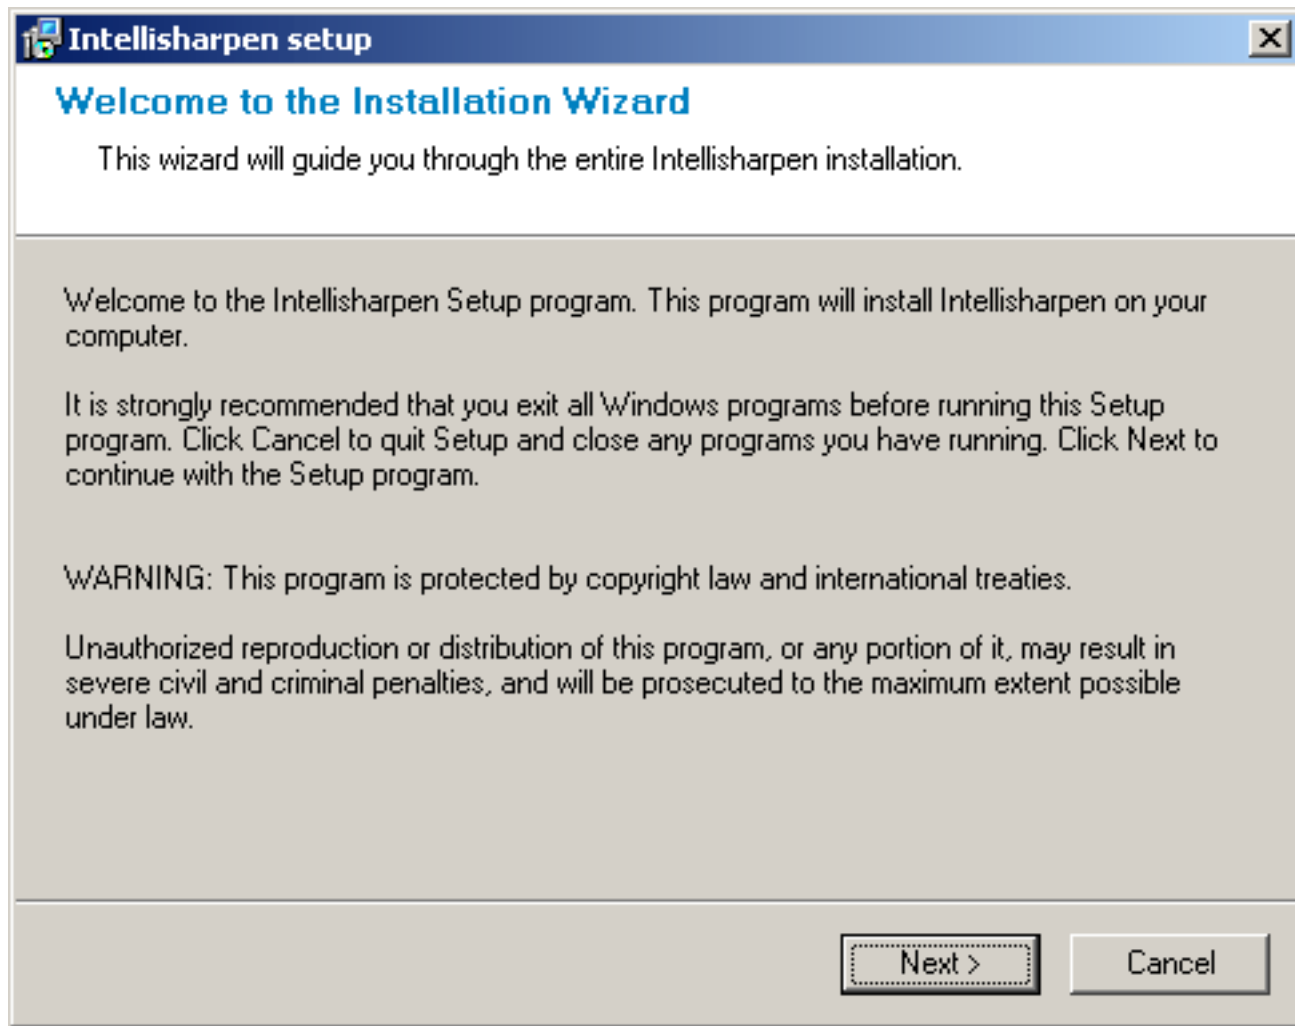 Intellisharpen setup
Welcome to the Installation Wizard
This wizard will guide you through the entire Intellisharpen installation.
Welcome to the Intellisharpen Setup program. This program will install Intellisharpen on your
computer.
It is strongly recommended that you exit all Windows programs before running this Setup
program. Click Cancel to quit Setup and close any programs you have running. Click Next to
continue with the Setup program.
WARNING: This program is protected by copyright law and international treaties.
Unauthorized reproduction or distribution of this program, or any portion of it, may result in
severe civil and criminal penalties, and will be prosecuted to the maximum extent possible
under law.
Next > Cancel